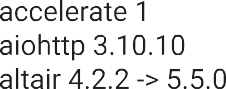 accelerate 1
aiohttp 3.10.10
altair 4.2.2 -> 5.5.0